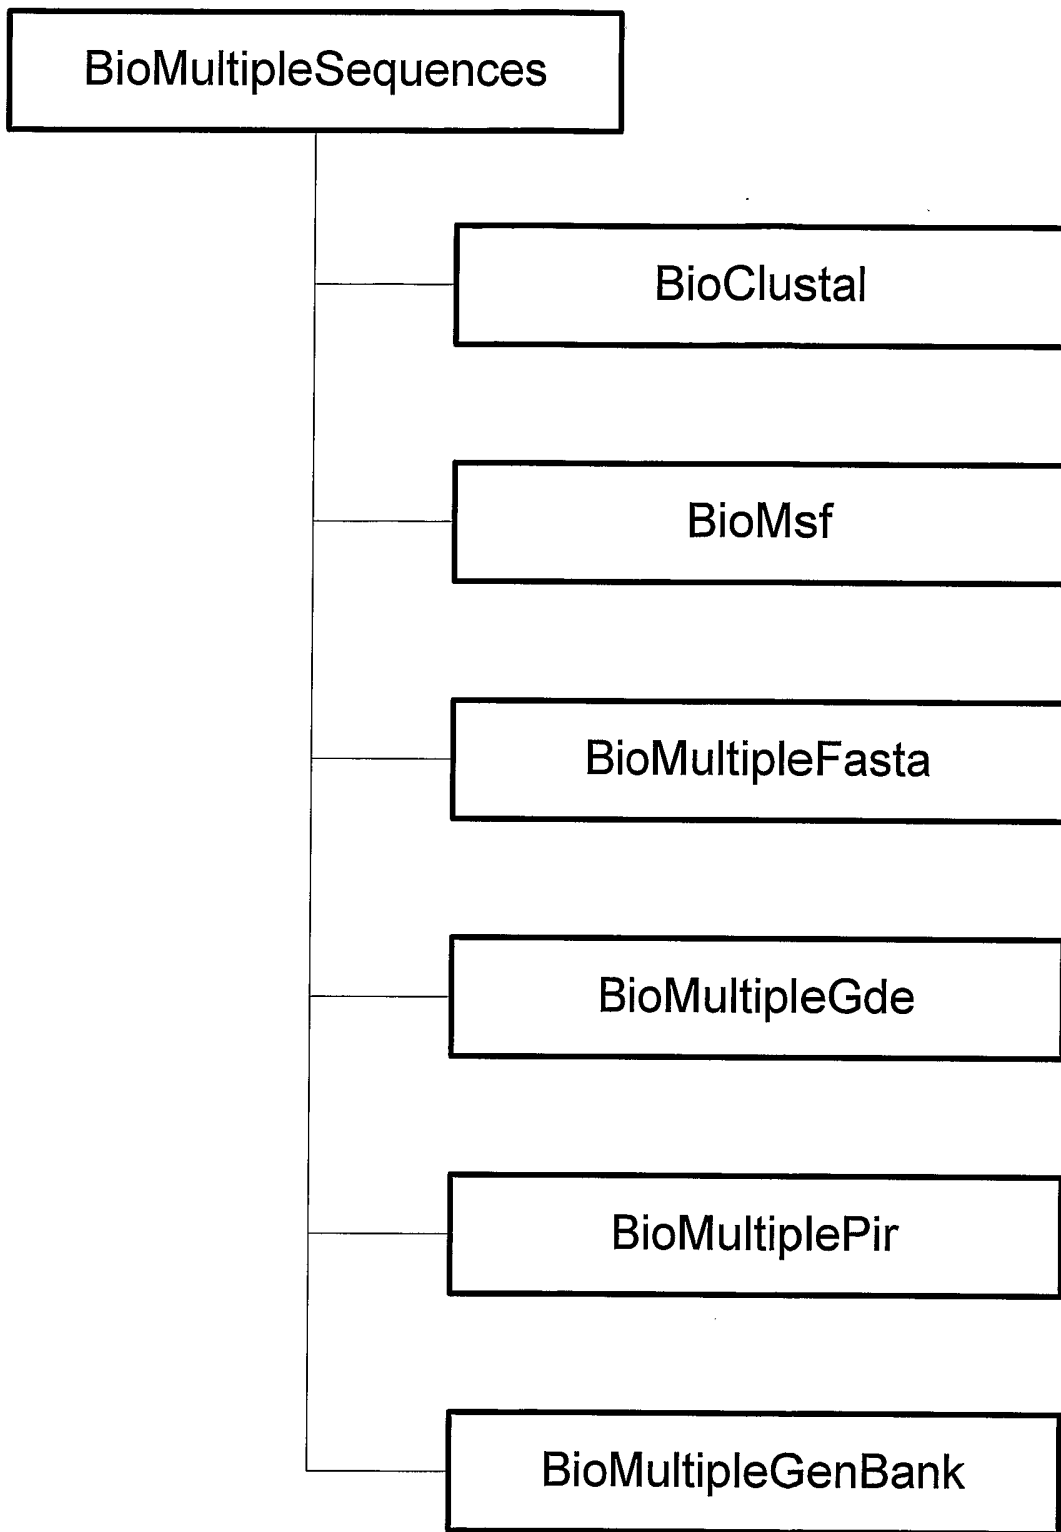 BioMultipleSequences
BioClustal
BioMsf
BioMultipleFasta
BioMultipleGde
BioMultiplePir
BioMultipleGenBank